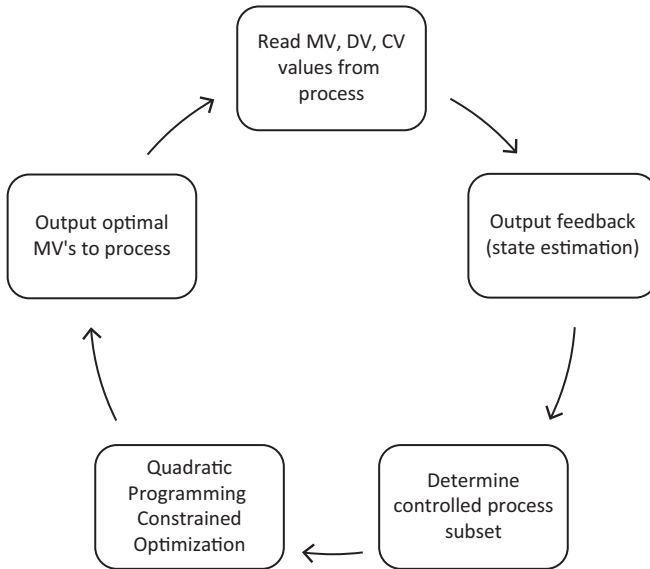 Read MV, DV, CV
values from
process
Output feedback
(state estimation)
Determine
controlled process
subset
Quadratic
Programming
Constrained
Optimization
Output optimal
MV's to process